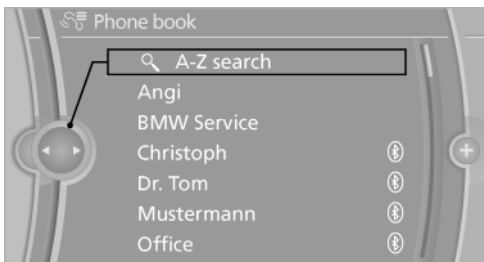 Phone book
A-Z search
Angi
BMW Service
Christoph
Dr. Tom
Mustermann
Office